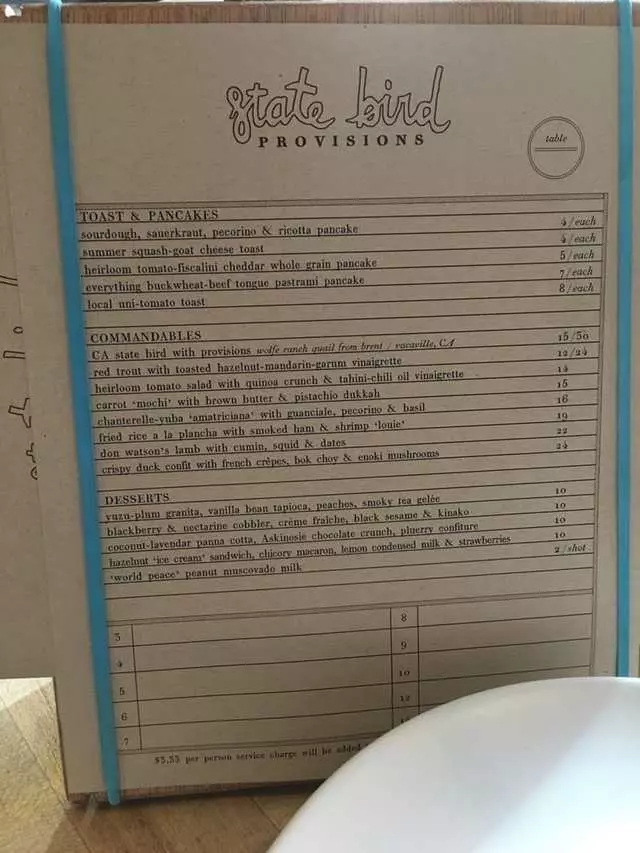 state bird
PROVISIONS
table
TOAST & PANCAKES
sourdough, sauerkraut, pecorino & ricotta pancake 4/each
summer squash-goat cheese toast 4/each
heirloom tomato-fiscalini cheddar whole grain pancake 5/each
everything buckwheat-beef tongue pastrami pancake 7/each
local uni-tomato toast 8/each
COMMANDABLES
CA state bird with provisions wolfe ranch quail from brent / vacaville, CA 15/30
red trout with toasted hazelnut-mandarin-garum vinaigrette 12/24
heirloom tomato salad with quinoa crunch & tahini-chili oil vinaigrette 14
carrot 'mochi' with brown butter & pistachio dukkah 15
chanterelle-yuba 'amatriciana' with guanciale, pecorino & basil 16
fried rice a la plancha with smoked ham & shrimp 'louie' 19
don watson's lamb with cumin, squid & dates 22
crispy duck confit with french crêpes, bok choy & enoki mushrooms 24
DESSERTS
yuzu-plum granita, vanilla bean tapioca, peaches, smoky tea gelée 10
blackberry & nectarine cobbler, crème fraîche, black sesame & kinako 10
coconut-lavendar panna cotta, Askinosie chocolate crunch, pluerry confiture 10
hazelnut 'ice cream' sandwich, chicory macaron, lemon condensed milk & strawberries 10
'world peace' peanut muscovado milk 2/shot
3 8
4 9
5 10
6 12
7
per person service charge will be added